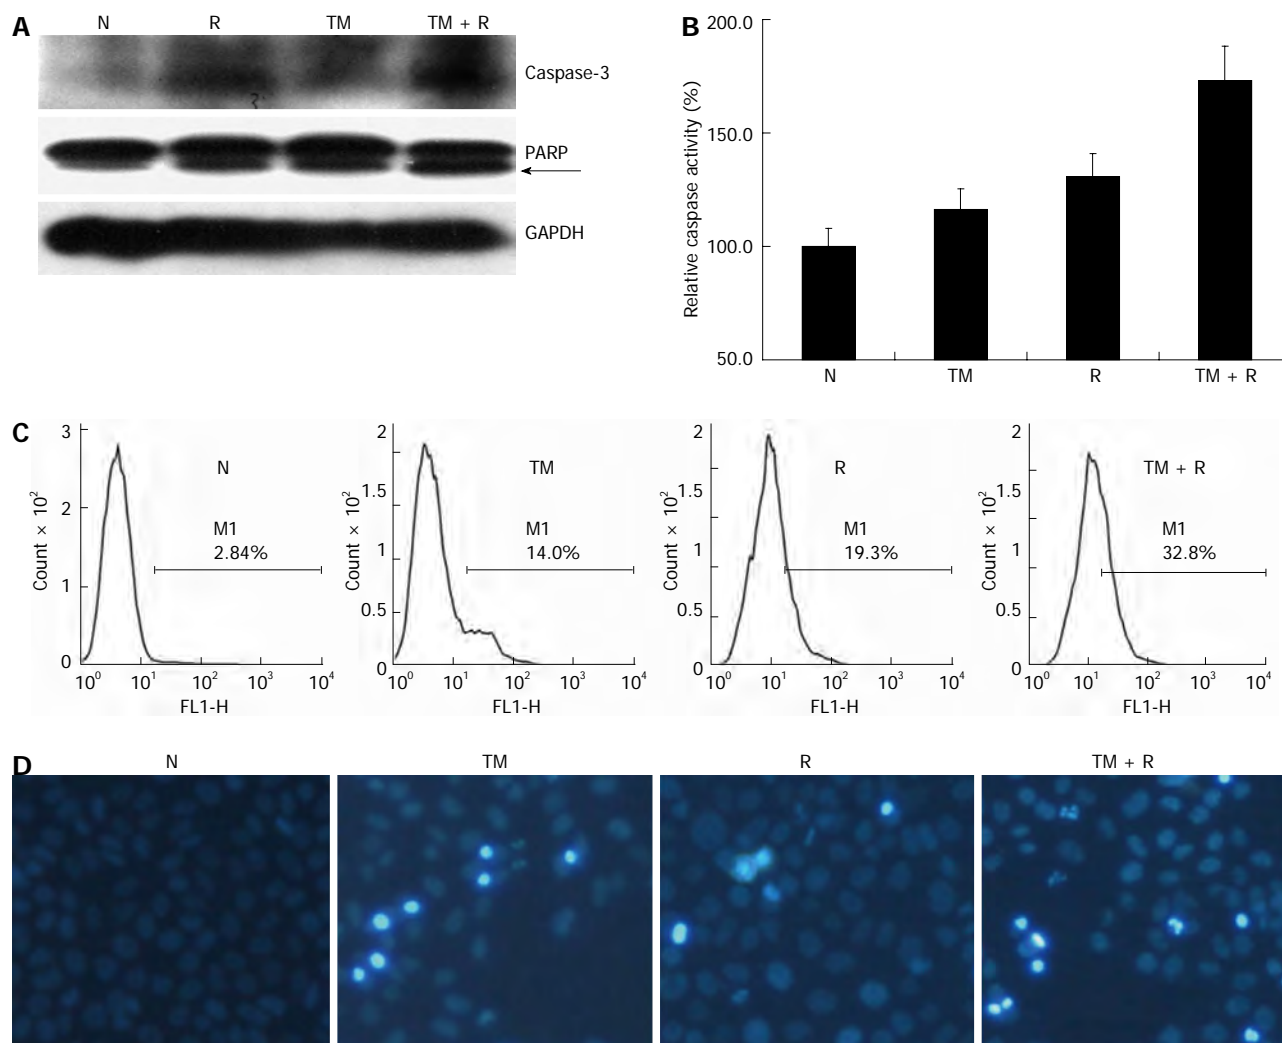 A
N R TM TM + R
Caspase-3
PARP
GAPDH
B
Relative caspase activity (%)
200.0
150.0
100.0
50.0
N TM R TM + R
C
Count × 10²
3
2
1
0
N
M1
2.84%
10⁰ 10¹ 10² 10³ 10⁴
FL1-H
Count × 10²
2
1.5
1
0.5
0
TM
M1
14.0%
10⁰ 10¹ 10² 10³ 10⁴
FL1-H
Count × 10²
2
1.5
1
0.5
0
R
M1
19.3%
10⁰ 10¹ 10² 10³ 10⁴
FL1-H
Count × 10²
2
1.5
1
0.5
0
TM + R
M1
32.8%
10⁰ 10¹ 10² 10³ 10⁴
FL1-H
D
N TM R TM + R